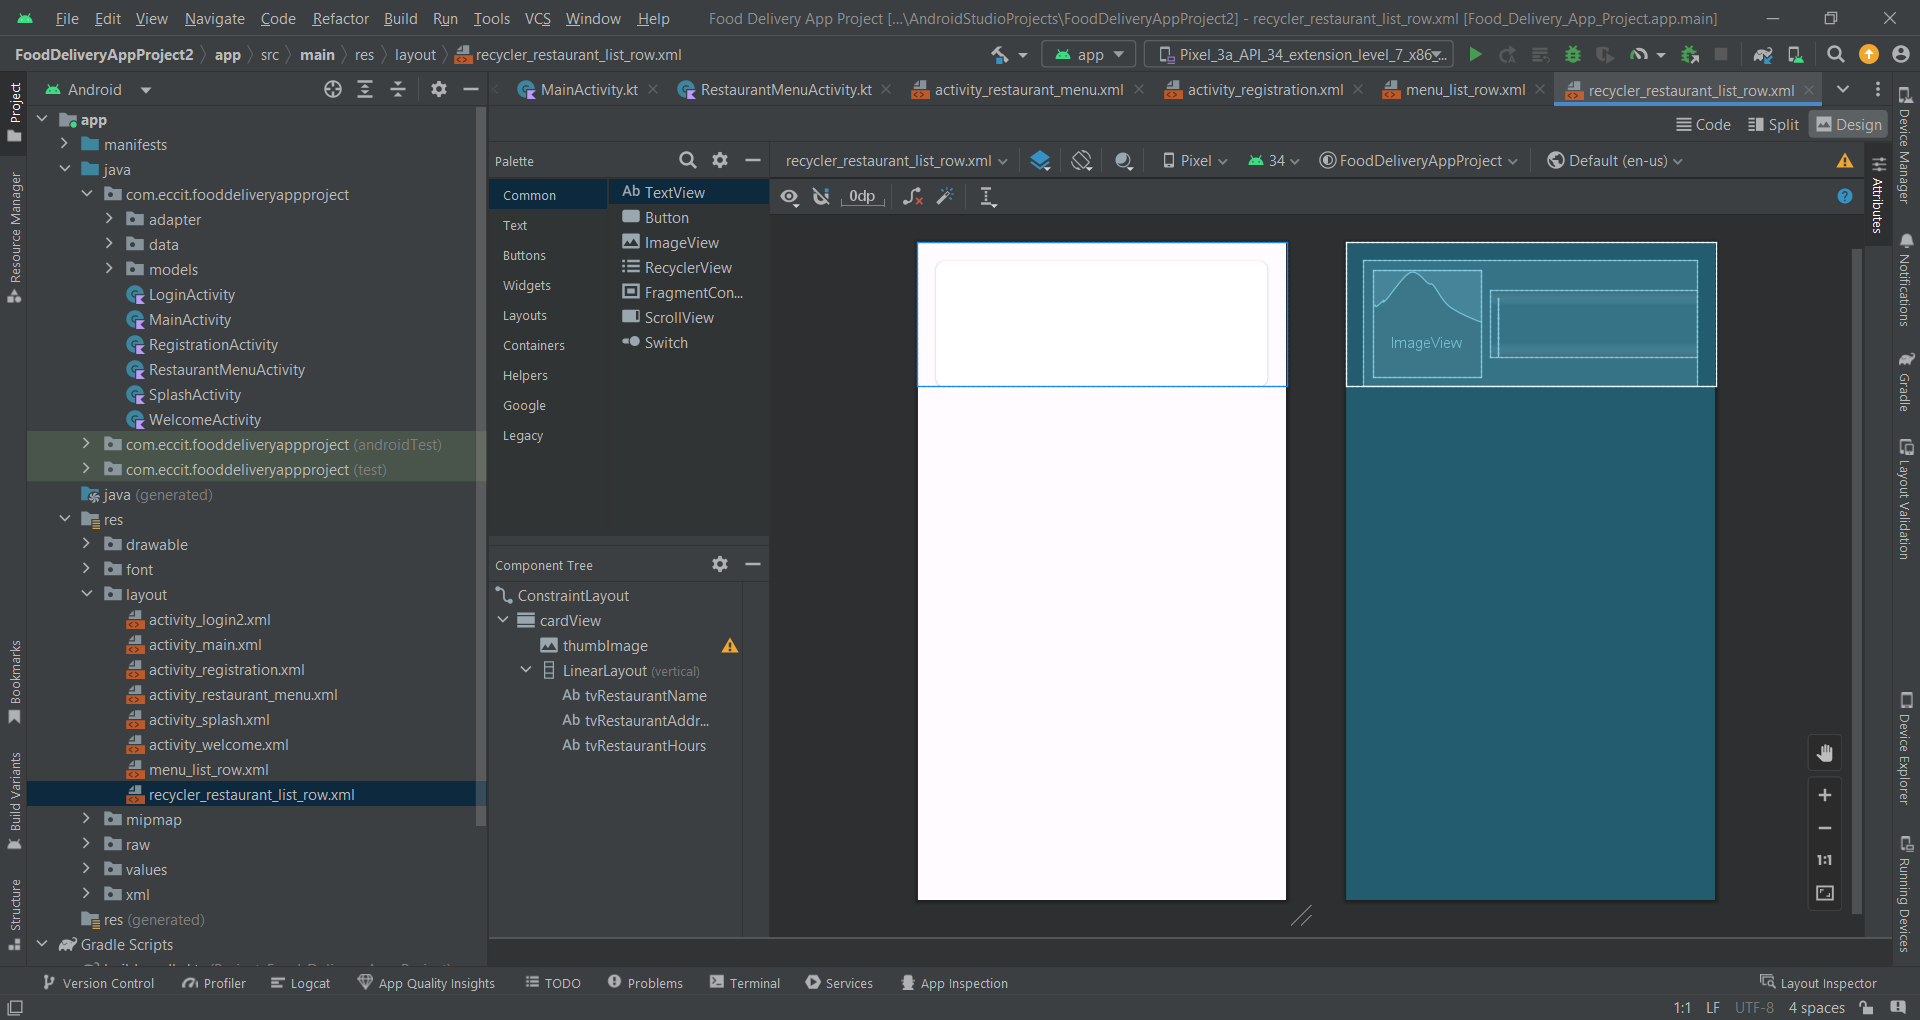 File Edit View Navigate Code Refactor Build Run Tools VCS Window Help Food Delivery App Project [...\AndroidStudioProjects\FoodDeliveryAppProject2] - recycler_restaurant_list_row.xml [Food_Delivery_App_Project.app.main]
FoodDeliveryAppProject2 app src main res layout recycler_restaurant_list_row.xml app Pixel_3a_API_34_extension_level_7_x86...
Android MainActivity.kt RestaurantMenuActivity.kt activity_restaurant_menu.xml activity_registration.xml menu_list_row.xml recycler_restaurant_list_row.xml
Code Split Design
Project
Resource Manager
Bookmarks
Build Variants
Structure
app
manifests
java
com.eccit.fooddeliveryappproject
adapter
data
models
LoginActivity
MainActivity
RegistrationActivity
RestaurantMenuActivity
SplashActivity
WelcomeActivity
com.eccit.fooddeliveryappproject (androidTest)
com.eccit.fooddeliveryappproject (test)
java (generated)
res
drawable
font
layout
activity_login2.xml
activity_main.xml
activity_registration.xml
activity_restaurant_menu.xml
activity_splash.xml
activity_welcome.xml
menu_list_row.xml
recycler_restaurant_list_row.xml
mipmap
raw
values
xml
res (generated)
Gradle Scripts
Palette
Common
Text
Buttons
Widgets
Layouts
Containers
Helpers
Google
Legacy
Ab TextView
Button
ImageView
RecyclerView
FragmentCon...
ScrollView
Switch
Component Tree
ConstraintLayout
cardView
thumbImage
LinearLayout (vertical)
Ab tvRestaurantName
Ab tvRestaurantAddr...
Ab tvRestaurantHours
recycler_restaurant_list_row.xml Pixel 34 FoodDeliveryAppProject Default (en-us)
0dp
ImageView
1:1
Attributes
Device Manager
Notifications
Gradle
Layout Validation
Device Explorer
Running Devices
Version Control Profiler Logcat App Quality Insights TODO Problems Terminal Services App Inspection Layout Inspector
1:1 LF UTF-8 4 spaces